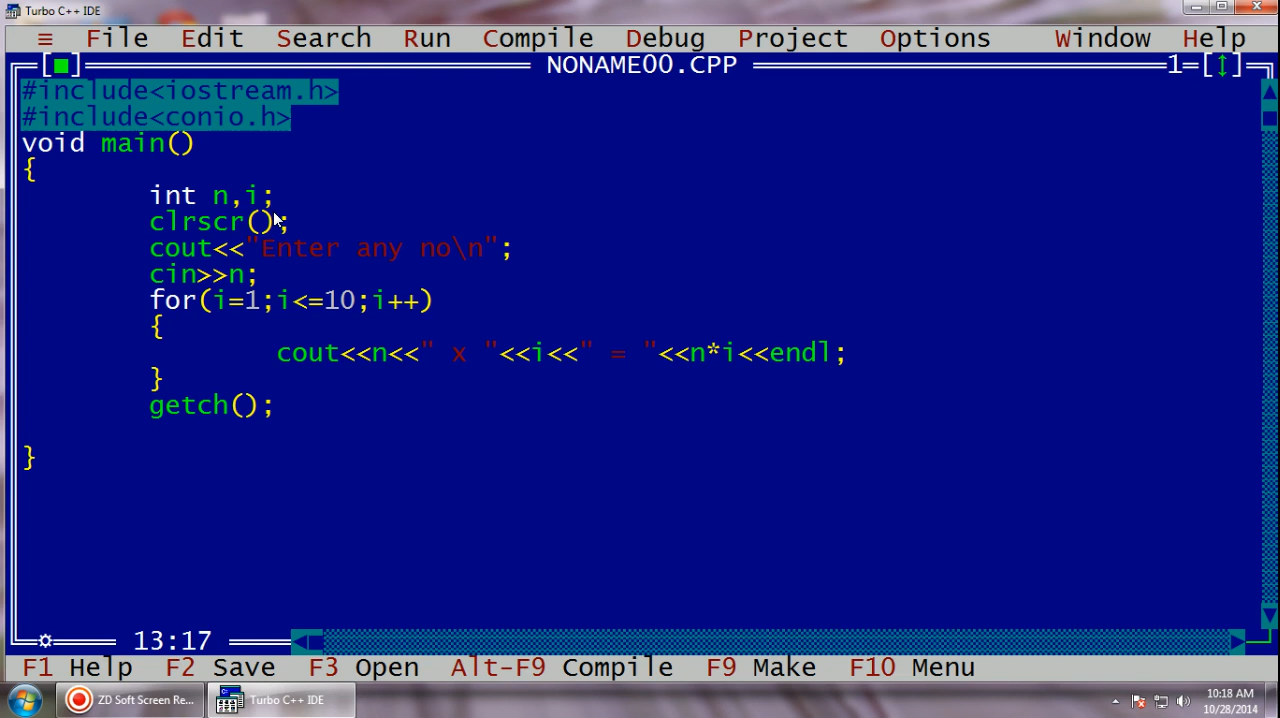 Turbo C++ IDE
≡ File Edit Search Run Compile Debug Project Options Window Help
[■] NONAME00.CPP 1=[↕]
#include<iostream.h>
#include<conio.h>
void main()
{
int n,i;
clrscr();
cout<<"Enter any no\n";
cin>>n;
for(i=1;i<=10;i++)
{
cout<<n<<" x "<<i<<" = "<<n*i<<endl;
}
getch();
}
13:17
F1 Help F2 Save F3 Open Alt-F9 Compile F9 Make F10 Menu
ZD Soft Screen Re... Turbo C++ IDE 10:18 AM
10/28/2014